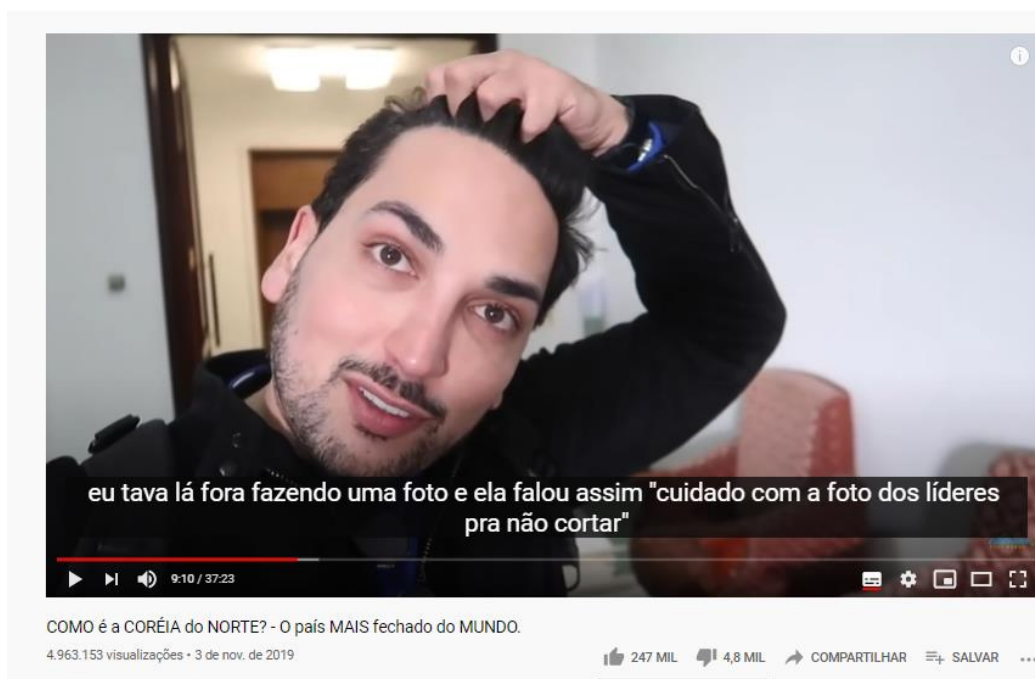 eu tava lá fora fazendo uma foto e ela falou assim "cuidado com a foto dos líderes
pra não cortar"
9:10 / 37:23
COMO é a CORÉIA do NORTE? - O país MAIS fechado do MUNDO.
4.963.153 visualizações • 3 de nov. de 2019
247 MIL 4,8 MIL COMPARTILHAR SALVAR ...